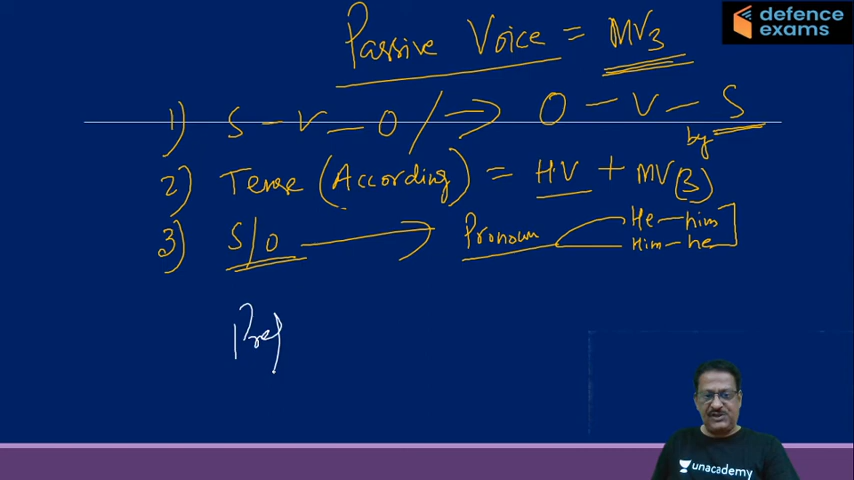 defence
exams
Passive Voice = MV3
1) S - V - O / => O - V - by S
2) Tense (According) = H.V + MV(3)
3) S/O → Pronoun He - him
Him - he
Pref
unacademy